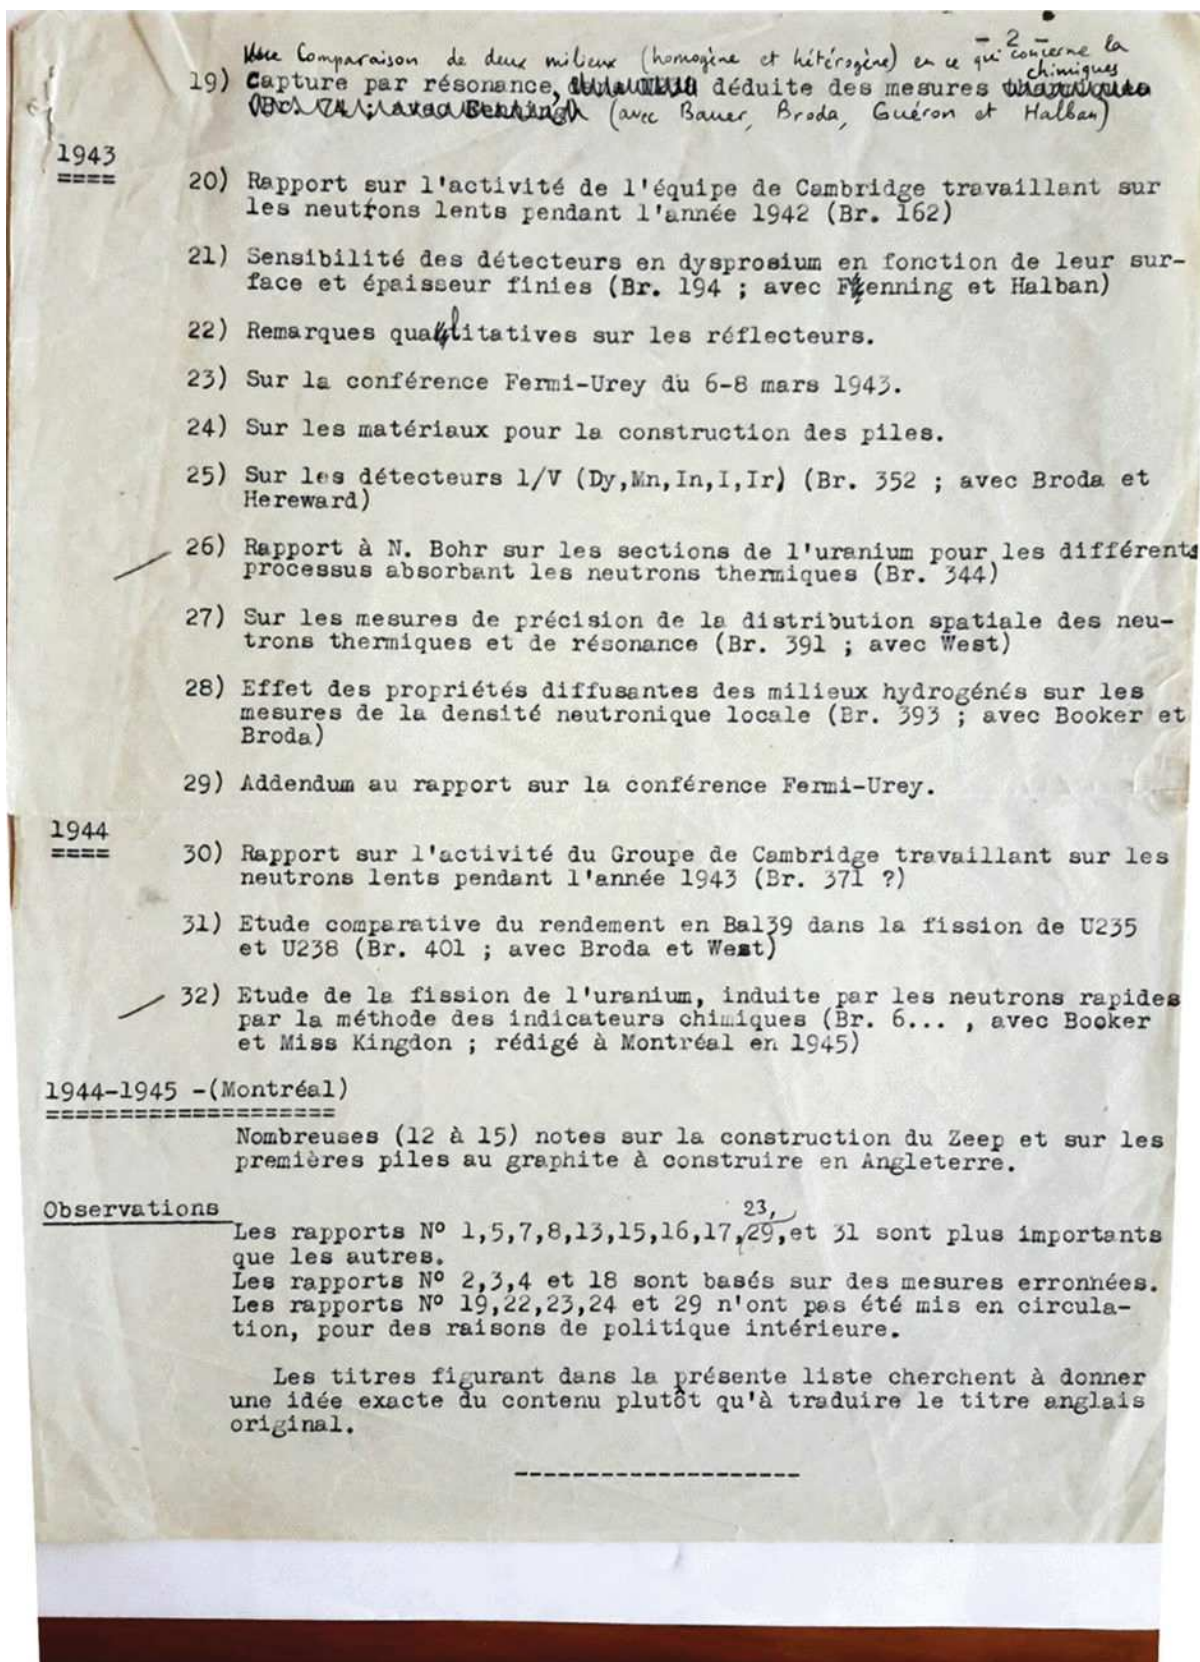 - 2 -
Comparaison de deux milieux (homogène et hétérogène) en ce qui concerne la
19) Capture par résonance, déduite des mesures chimiques
(avec Bauer, Broda, Guéron et Halban)
1943
====
20) Rapport sur l'activité de l'équipe de Cambridge travaillant sur
les neutrons lents pendant l'année 1942 (Br. 162)
21) Sensibilité des détecteurs en dysprosium en fonction de leur sur-
face et épaisseur finies (Br. 194 ; avec Fenning et Halban)
22) Remarques qualitatives sur les réflecteurs.
23) Sur la conférence Fermi-Urey du 6-8 mars 1943.
24) Sur les matériaux pour la construction des piles.
25) Sur les détecteurs 1/V (Dy,Mn,In,I,Ir) (Br. 352 ; avec Broda et
Hereward)
26) Rapport à N. Bohr sur les sections de l'uranium pour les différents
processus absorbant les neutrons thermiques (Br. 344)
27) Sur les mesures de précision de la distribution spatiale des neu-
trons thermiques et de résonance (Br. 391 ; avec West)
28) Effet des propriétés diffusantes des milieux hydrogénés sur les
mesures de la densité neutronique locale (Br. 393 ; avec Booker et
Broda)
29) Addendum au rapport sur la conférence Fermi-Urey.
1944
====
30) Rapport sur l'activité du Groupe de Cambridge travaillant sur les
neutrons lents pendant l'année 1943 (Br. 371 ?)
31) Etude comparative du rendement en Ba139 dans la fission de U235
et U238 (Br. 401 ; avec Broda et West)
32) Etude de la fission de l'uranium, induite par les neutrons rapides
par la méthode des indicateurs chimiques (Br. 6... , avec Booker
et Miss Kingdon ; rédigé à Montréal en 1945)
1944-1945 -(Montréal)
=====================
Nombreuses (12 à 15) notes sur la construction du Zeep et sur les
premières piles au graphite à construire en Angleterre.
Observations
Les rapports Nº 1,5,7,8,13,15,16,17,23,29,et 31 sont plus importants
que les autres.
Les rapports Nº 2,3,4 et 18 sont basés sur des mesures erronnées.
Les rapports Nº 19,22,23,24 et 29 n'ont pas été mis en circula-
tion, pour des raisons de politique intérieure.
Les titres figurant dans la présente liste cherchent à donner
une idée exacte du contenu plutôt qu'à traduire le titre anglais
original.
--------------------